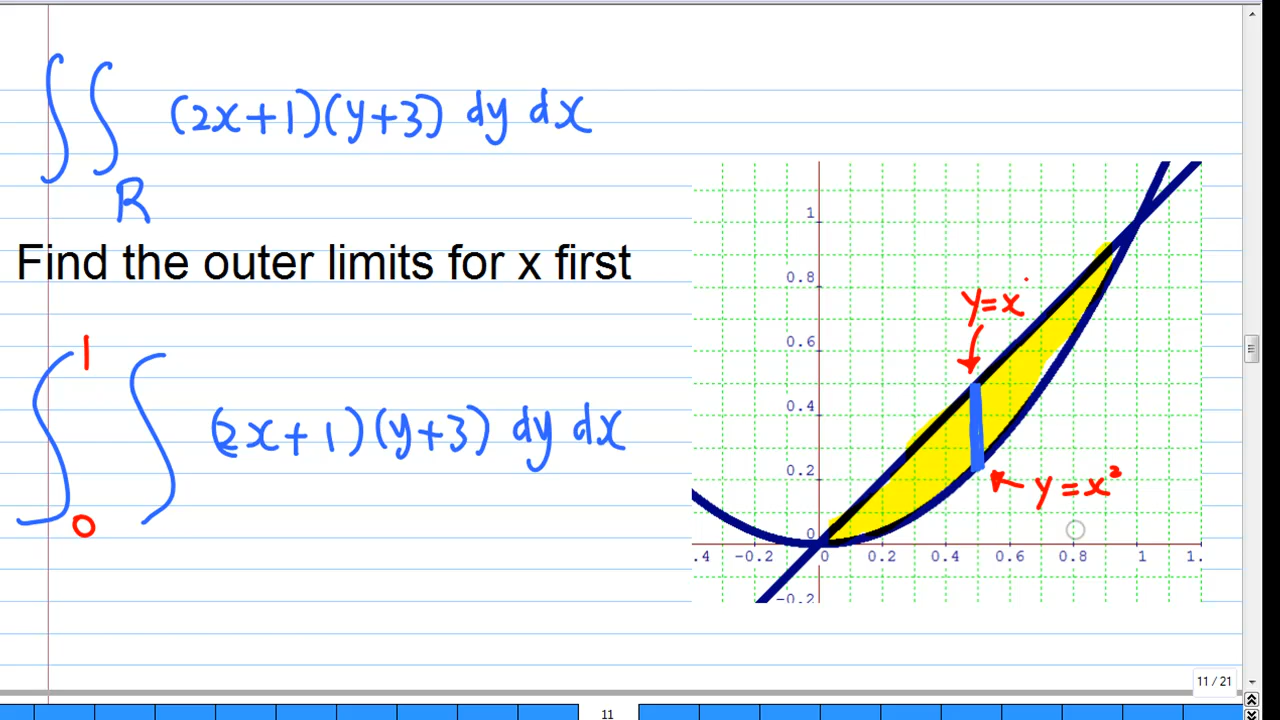 ∫∫_R (2x+1)(y+3) dy dx
Find the outer limits for x first
∫_0^1 ∫ (2x+1)(y+3) dy dx
y=x
y=x²
1
0.8
0.6
0.4
0.2
0
-0.2
.4 -0.2 0 0.2 0.4 0.6 0.8 1 1.
11 / 21
11